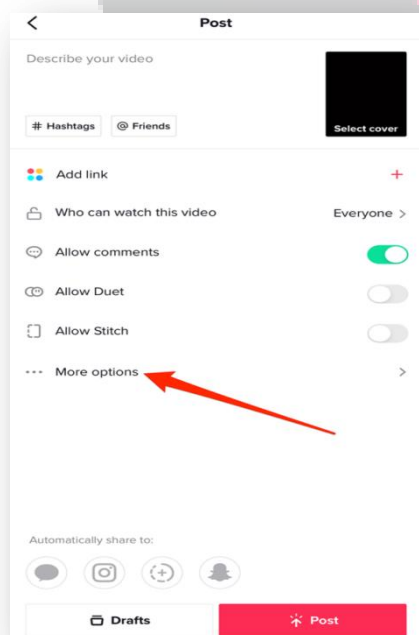 Post
Describe your video
# Hashtags @ Friends
Select cover
Add link +
Who can watch this video Everyone >
Allow comments
Allow Duet
Allow Stitch
More options >
Automatically share to:
Drafts Post